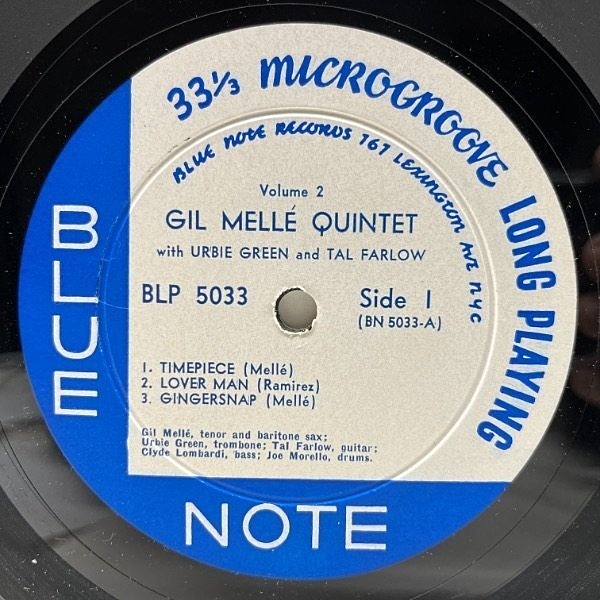 33 1/3 MICROGROOVE LONG PLAYING
BLUE NOTE RECORDS 767 LEXINGTON AVE NYC
Volume 2
GIL MELLÉ QUINTET
with URBIE GREEN and TAL FARLOW
BLP 5033 Side 1
(BN 5033-A)
1. TIMEPIECE (Mellé)
2. LOVER MAN (Ramirez)
3. GINGERSNAP (Mellé)
Gil Mellé, tenor and baritone sax;
Urbie Green, trombone; Tal Farlow, guitar;
Clyde Lombardi, bass; Joe Morello, drums.
BLUE
NOTE